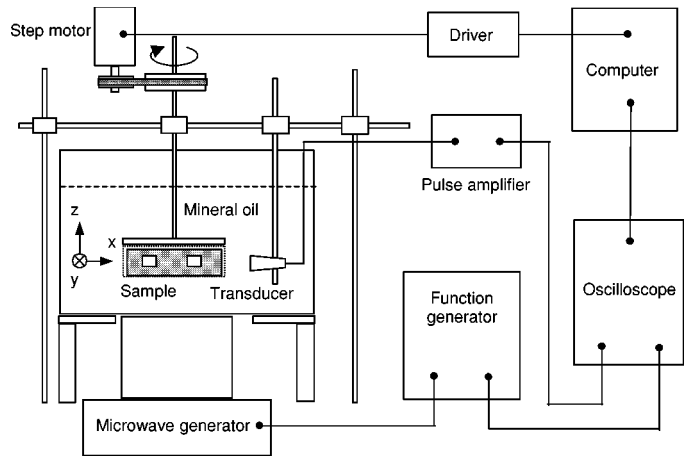 Step motor
Driver
Computer
Pulse amplifier
Mineral oil
z
x
y
Sample
Transducer
Function
generator
Oscilloscope
Microwave generator